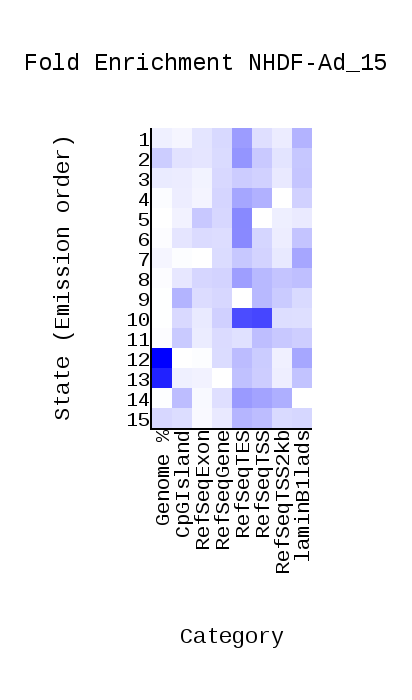 Fold Enrichment NHDF-Ad_15
State (Emission order)
1
2
3
4
5
6
7
8
9
10
11
12
13
14
15
Genome %
CpGIsland
RefSeqExon
RefSeqGene
RefSeqTES
RefSeqTSS
RefSeqTSS2kb
laminB1lads
Category